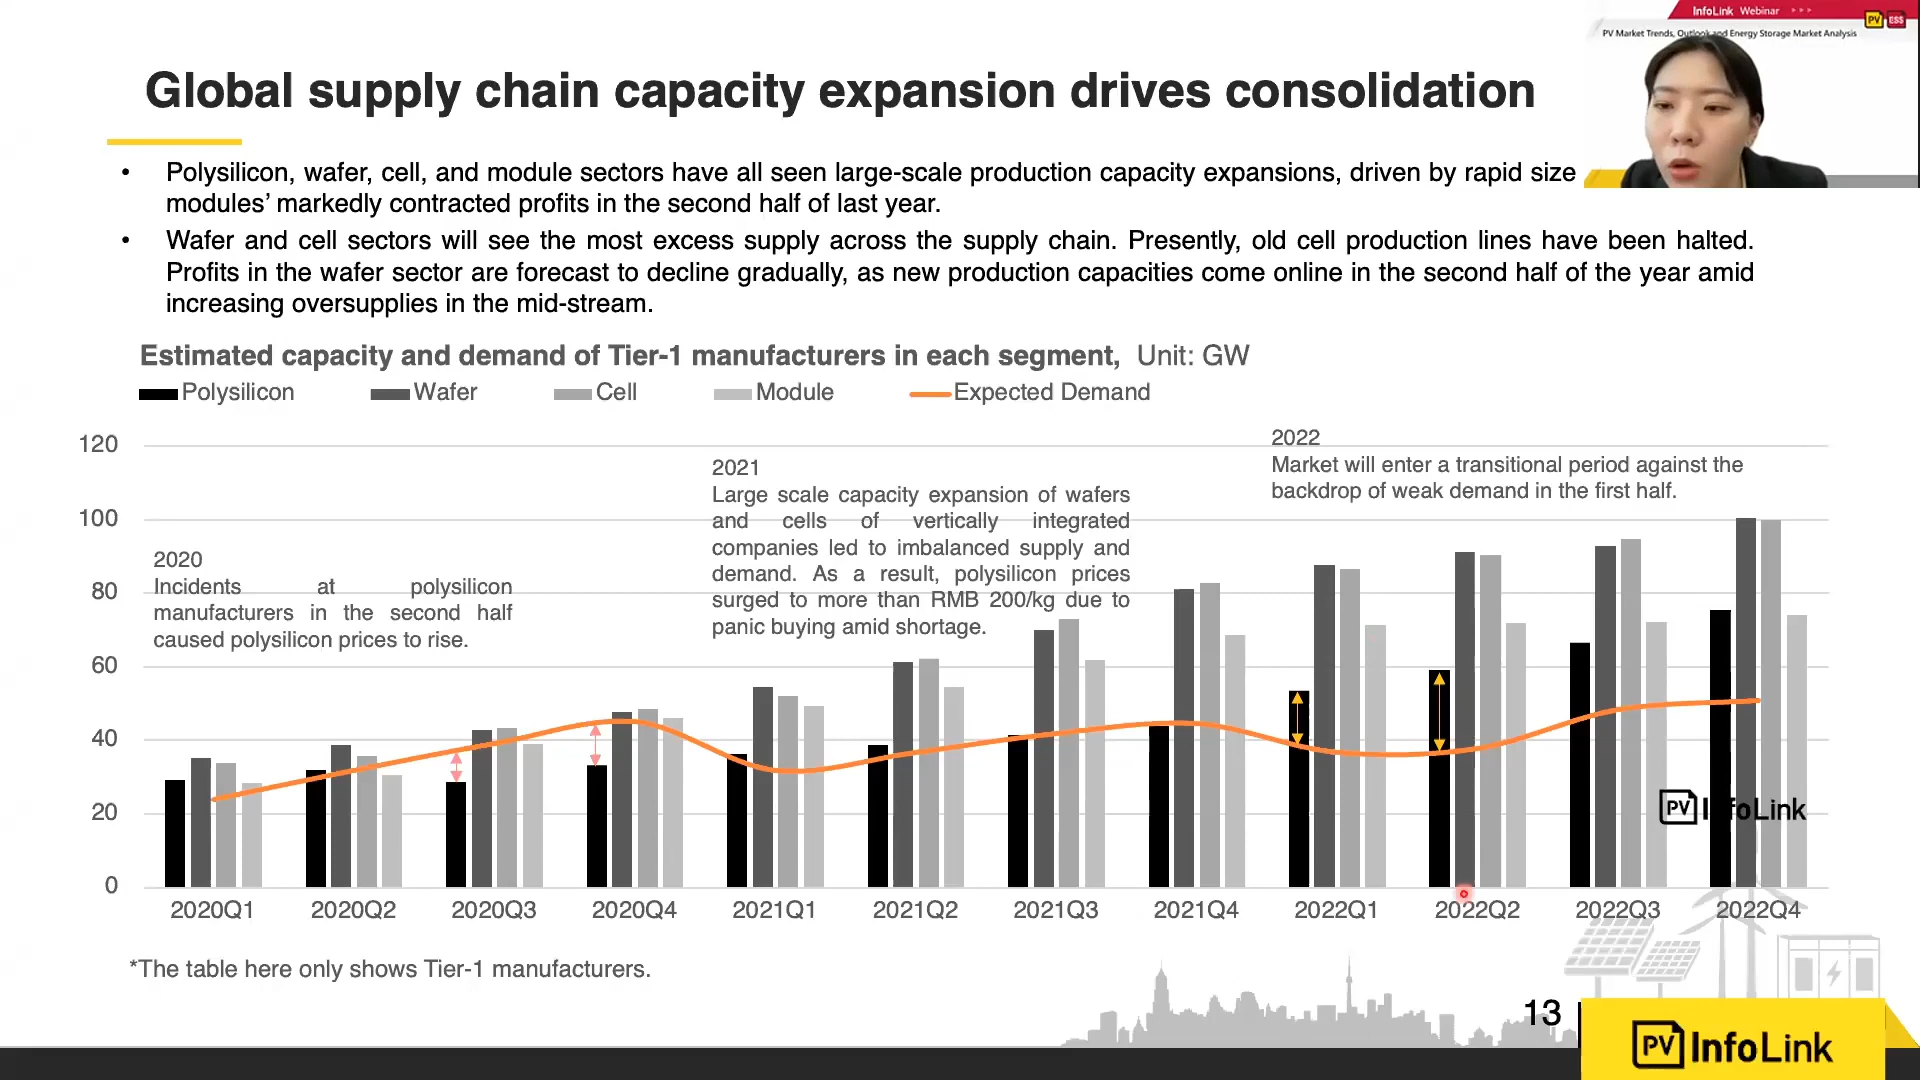 InfoLink Webinar
PV ESS
PV Market Trends, Outlook and Energy Storage Market Analysis
Global supply chain capacity expansion drives consolidation
• Polysilicon, wafer, cell, and module sectors have all seen large-scale production capacity expansions, driven by rapid size
modules’ markedly contracted profits in the second half of last year.
• Wafer and cell sectors will see the most excess supply across the supply chain. Presently, old cell production lines have been halted.
Profits in the wafer sector are forecast to decline gradually, as new production capacities come online in the second half of the year amid
increasing oversupplies in the mid-stream.
Estimated capacity and demand of Tier-1 manufacturers in each segment, Unit: GW
Polysilicon Wafer Cell Module Expected Demand
120
100
80
60
40
20
0
2020
Incidents at polysilicon
manufacturers in the second half
caused polysilicon prices to rise.
2021
Large scale capacity expansion of wafers
and cells of vertically integrated
companies led to imbalanced supply and
demand. As a result, polysilicon prices
surged to more than RMB 200/kg due to
panic buying amid shortage.
2022
Market will enter a transitional period against the
backdrop of weak demand in the first half.
PV InfoLink
2020Q1 2020Q2 2020Q3 2020Q4 2021Q1 2021Q2 2021Q3 2021Q4 2022Q1 2022Q2 2022Q3 2022Q4
*The table here only shows Tier-1 manufacturers.
13
PV InfoLink